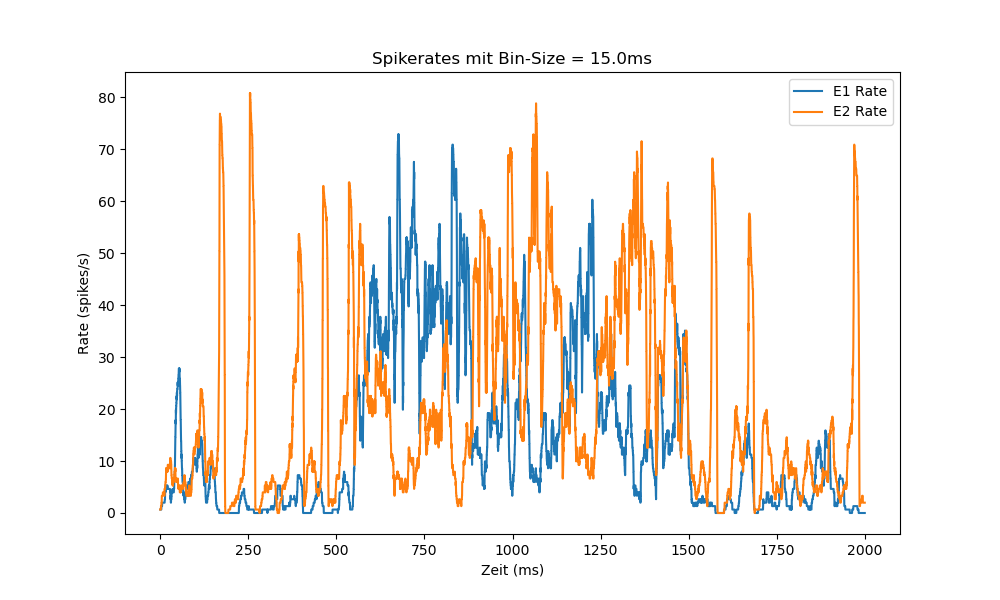 Spikerates mit Bin-Size = 15.0ms
E1 Rate
E2 Rate
80
70
60
50
40
30
20
10
0
Rate (spikes/s)
0 250 500 750 1000 1250 1500 1750 2000
Zeit (ms)